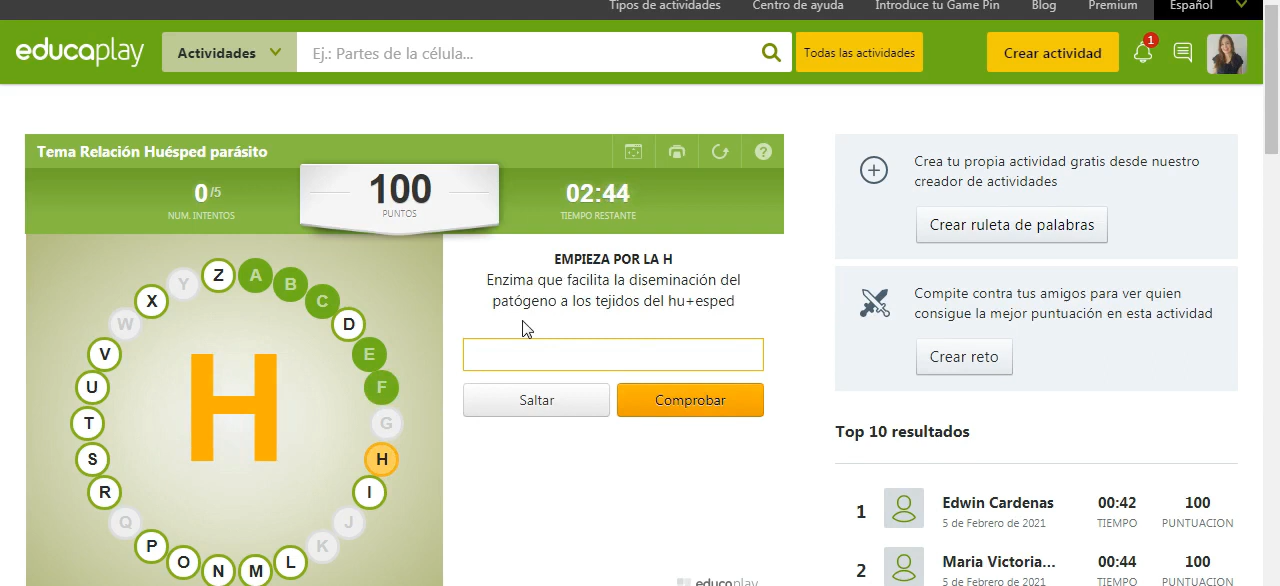 Tipos de actividades Centro de ayuda Introduce tu Game Pin Blog Premium Español
educaplay Actividades Ej.: Partes de la célula... Todas las actividades Crear actividad 1
Tema Relación Huésped parásito ?
0/5 100 02:44
NUM. INTENTOS PUNTOS TIEMPO RESTANTE
EMPIEZA POR LA H
Enzima que facilita la diseminación del
patógeno a los tejidos del hu+esped
Saltar Comprobar
H
A
B
C
D
E
F
G
H
I
J
K
L
M
N
O
P
Q
R
S
T
U
V
W
X
Y
Z
educaplay
Crea tu propia actividad gratis desde nuestro
creador de actividades
Crear ruleta de palabras
Compite contra tus amigos para ver quien
consigue la mejor puntuación en esta actividad
Crear reto
Top 10 resultados
1 Edwin Cardenas 00:42 100
5 de Febrero de 2021 TIEMPO PUNTUACION
2 Maria Victoria... 00:44 100
5 de Febrero de 2021 TIEMPO PUNTUACION